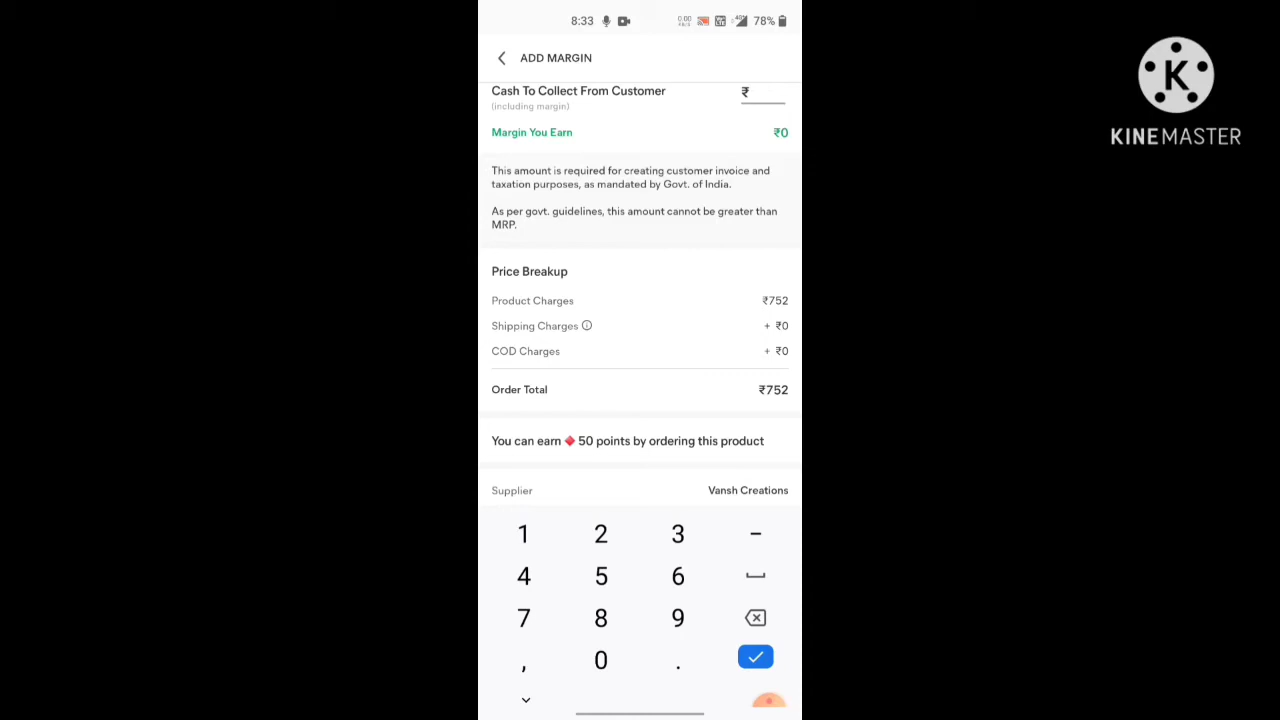 8:33 0.00 KB/S 4G 78%
ADD MARGIN
K
KINEMASTER
Cash To Collect From Customer ₹
(including margin)
Margin You Earn ₹0
This amount is required for creating customer invoice and
taxation purposes, as mandated by Govt. of India.
As per govt. guidelines, this amount cannot be greater than
MRP.
Price Breakup
Product Charges ₹752
Shipping Charges + ₹0
COD Charges + ₹0
Order Total ₹752
You can earn 50 points by ordering this product
Supplier Vansh Creations
1 2 3 -
4 5 6
7 8 9
, 0 .